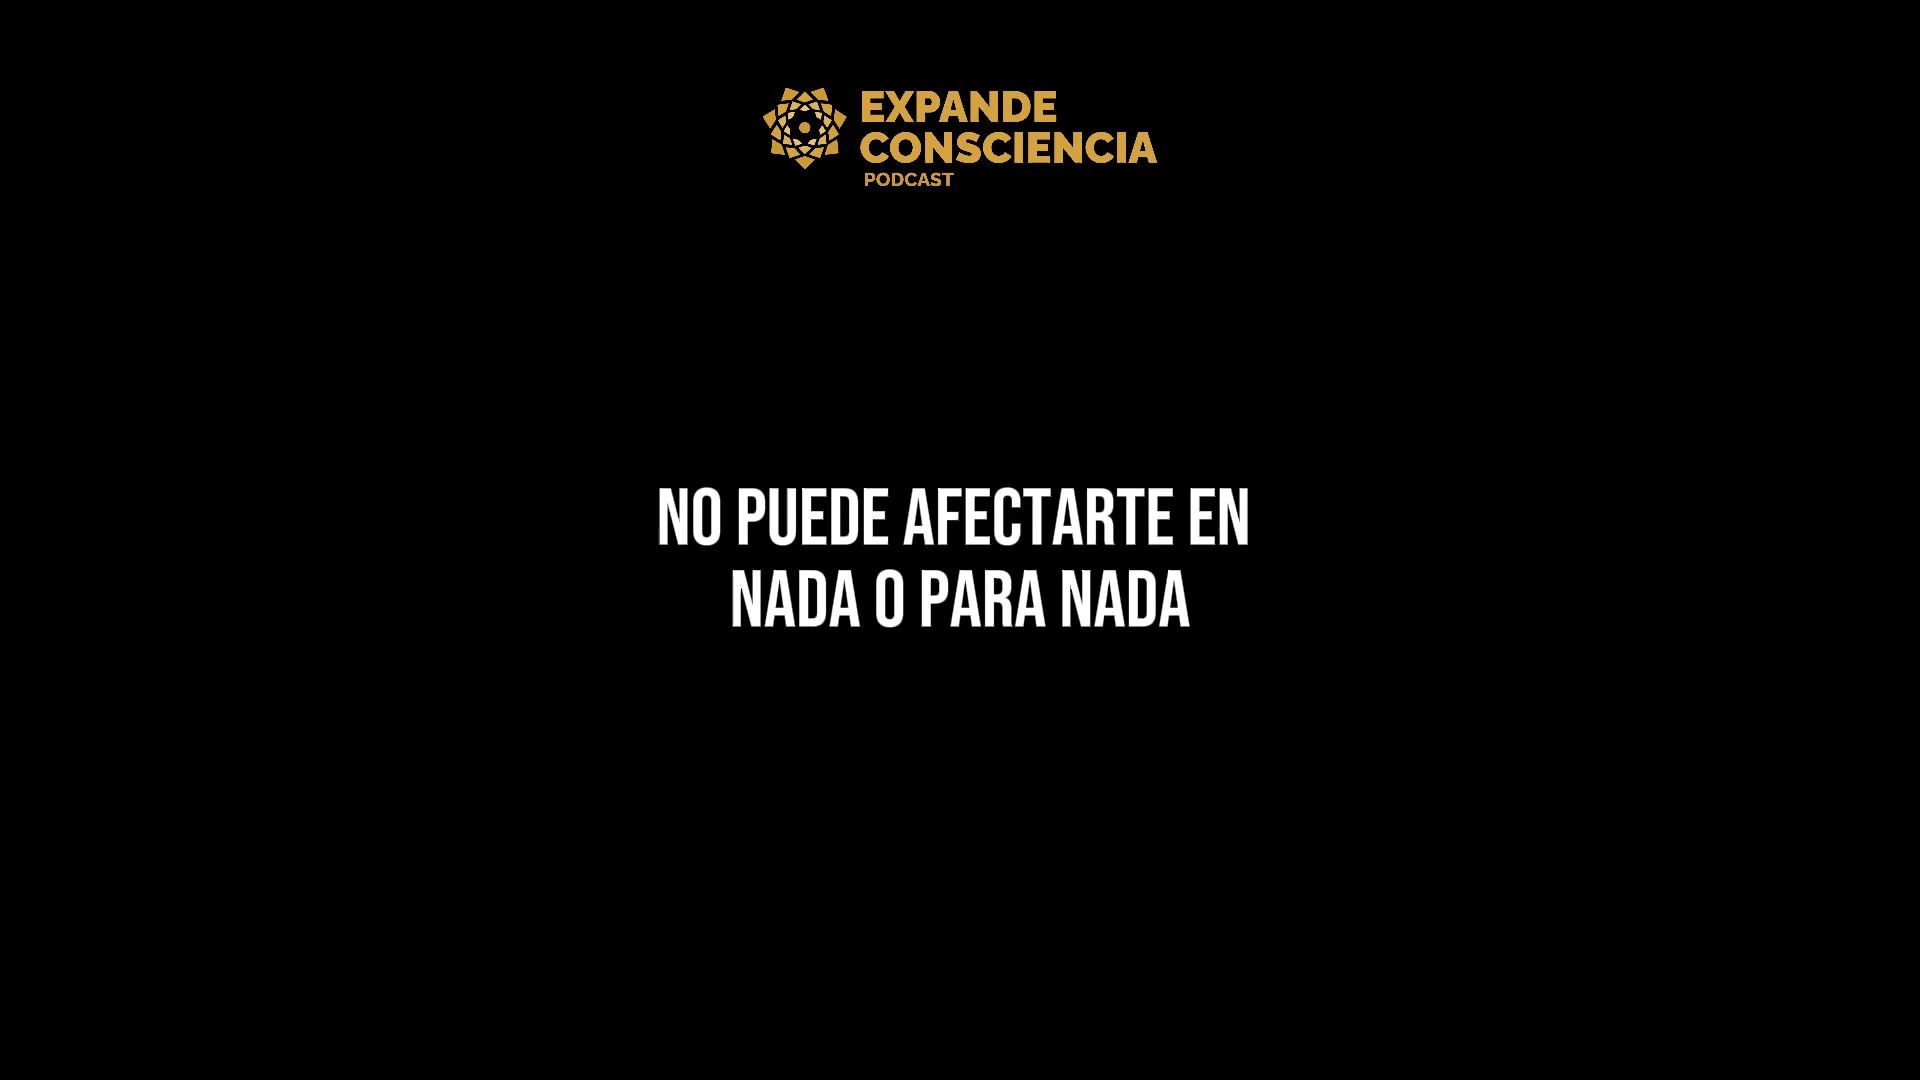 EXPANDE
CONSCIENCIA
PODCAST
NO PUEDE AFECTARTE EN
NADA O PARA NADA